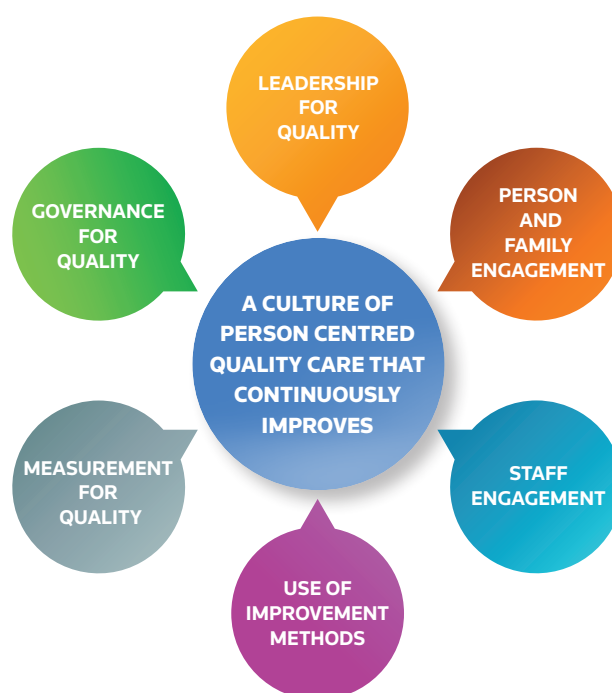 LEADERSHIP
FOR
QUALITY
PERSON
AND
FAMILY
ENGAGEMENT
STAFF
ENGAGEMENT
USE OF
IMPROVEMENT
METHODS
MEASUREMENT
FOR
QUALITY
GOVERNANCE
FOR
QUALITY
A CULTURE OF
PERSON CENTRED
QUALITY CARE THAT
CONTINUOUSLY
IMPROVES